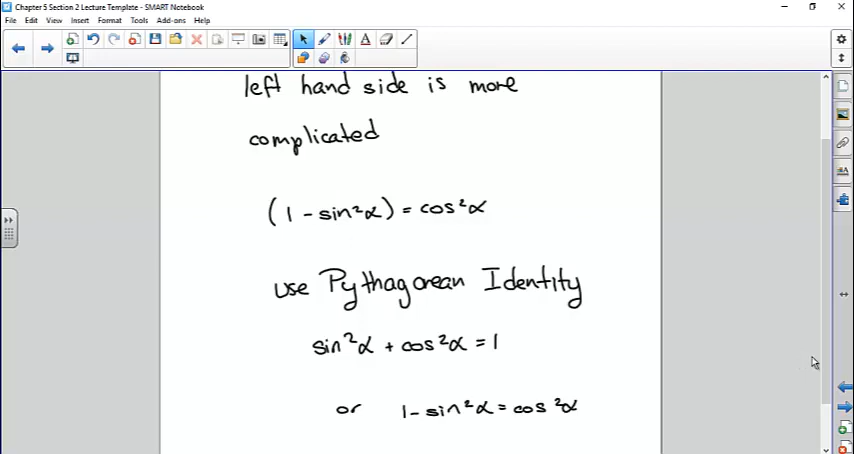 Chapter 5 Section 2 Lecture Template - SMART Notebook
File Edit View Insert Format Tools Add-ons Help
left hand side is more
complicated
(1 - sin²α) = cos²α
use Pythagorean Identity
sin²α + cos²α = 1
or 1 - sin²α = cos²α